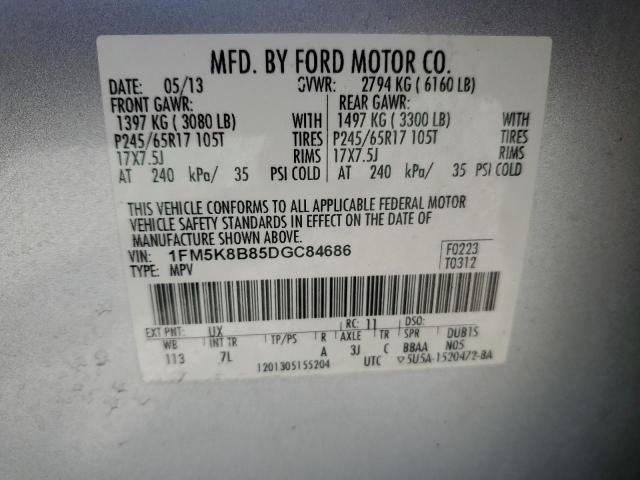 MFD. BY FORD MOTOR CO.
DATE: 05/13 GVWR: 2794 KG ( 6160 LB)
FRONT GAWR: REAR GAWR:
1397 KG ( 3080 LB) WITH 1497 KG ( 3300 LB) WITH
P245/65R17 105T TIRES P245/65R17 105T TIRES
17X7.5J RIMS 17X7.5J RIMS
AT 240 kPa/ 35 PSI COLD AT 240 kPa/ 35 PSI COLD
THIS VEHICLE CONFORMS TO ALL APPLICABLE FEDERAL MOTOR
VEHICLE SAFETY STANDARDS IN EFFECT ON THE DATE OF
MANUFACTURE SHOWN ABOVE.
VIN: 1FM5K8B85DGC84686 F0223
TYPE: MPV T0312
EXT PNT: UX RC: 11 DSO:
WB INT TR TP/PS R AXLE TR SPR DUB1S
113 7L A 3J C BBAA N05
1201305155204 UTC ▽5U5A-1520472-BA